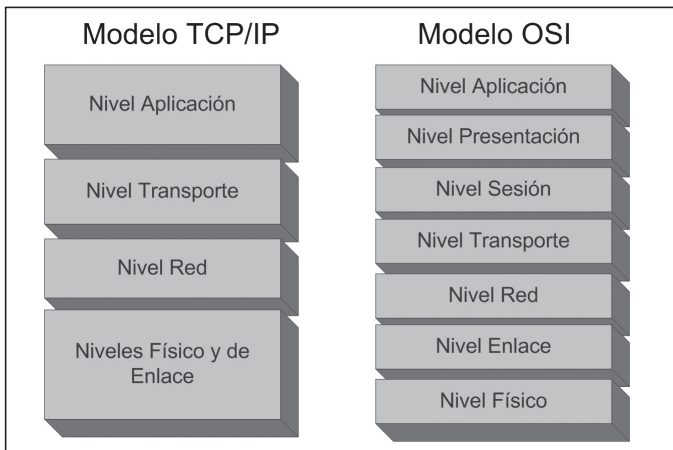 Modelo TCP/IP
Nivel Aplicación
Nivel Transporte
Nivel Red
Niveles Físico y de
Enlace
Modelo OSI
Nivel Aplicación
Nivel Presentación
Nivel Sesión
Nivel Transporte
Nivel Red
Nivel Enlace
Nivel Físico